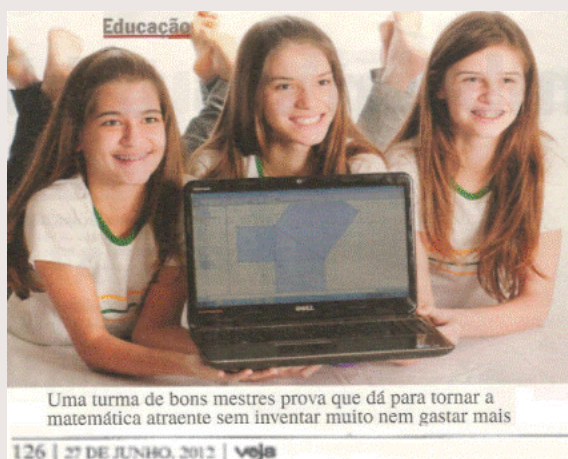 Educação
DELL
Uma turma de bons mestres prova que dá para tornar a
matemática atraente sem inventar muito nem gastar mais
126 | 27 DE JUNHO, 2012 | veja